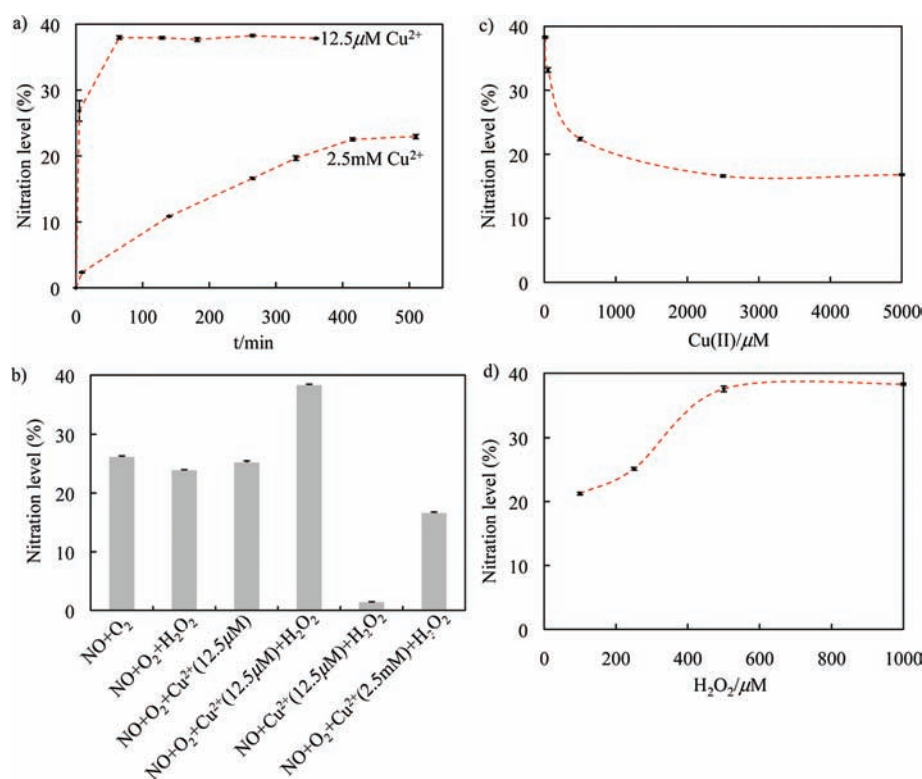 a)
40
30
20
10
0
Nitration level (%)
12.5μM Cu²⁺
2.5mM Cu²⁺
0 100 200 300 400 500
t/min
b)
40
30
20
10
0
Nitration level (%)
NO+O₂
NO+O₂+H₂O₂
NO+O₂+Cu²⁺(12.5μM)
NO+O₂+Cu²⁺(12.5μM)+H₂O₂
NO+Cu²⁺(12.5μM)+H₂O₂
NO+O₂+Cu²⁺(2.5mM)+H₂O₂
c)
40
30
20
10
0
Nitration level (%)
0 1000 2000 3000 4000 5000
Cu(II)/μM
d)
40
30
20
10
0
Nitration level (%)
0 200 400 600 800 1000
H₂O₂/μM